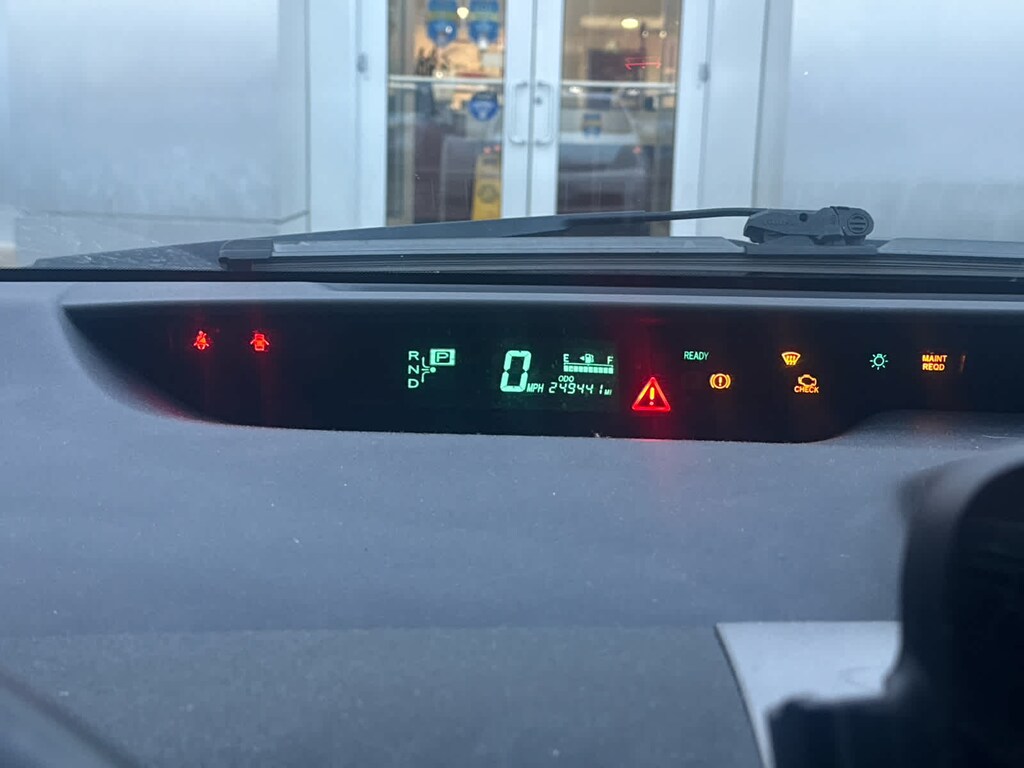 R
N
D
P
0 MPH
E F
ODO
249441 MI
READY
CHECK
MAINT
REQD